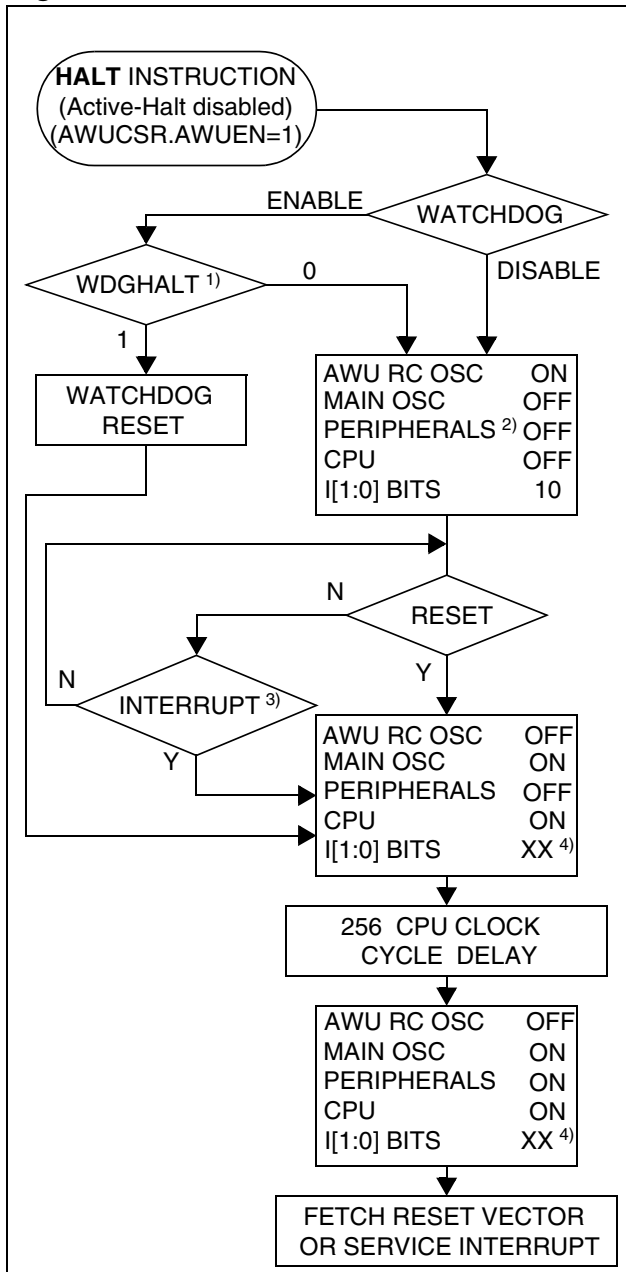 HALT INSTRUCTION
(Active-Halt disabled)
(AWUCSR.AWUEN=1)
ENABLE
WATCHDOG
WDGHALT 1)
0
DISABLE
1
WATCHDOG
RESET
AWU RC OSC ON
MAIN OSC OFF
PERIPHERALS 2) OFF
CPU OFF
I[1:0] BITS 10
N
RESET
N
INTERRUPT 3)
Y
Y
AWU RC OSC OFF
MAIN OSC ON
PERIPHERALS OFF
CPU ON
I[1:0] BITS XX 4)
256 CPU CLOCK
CYCLE DELAY
AWU RC OSC OFF
MAIN OSC ON
PERIPHERALS ON
CPU ON
I[1:0] BITS XX 4)
FETCH RESET VECTOR
OR SERVICE INTERRUPT